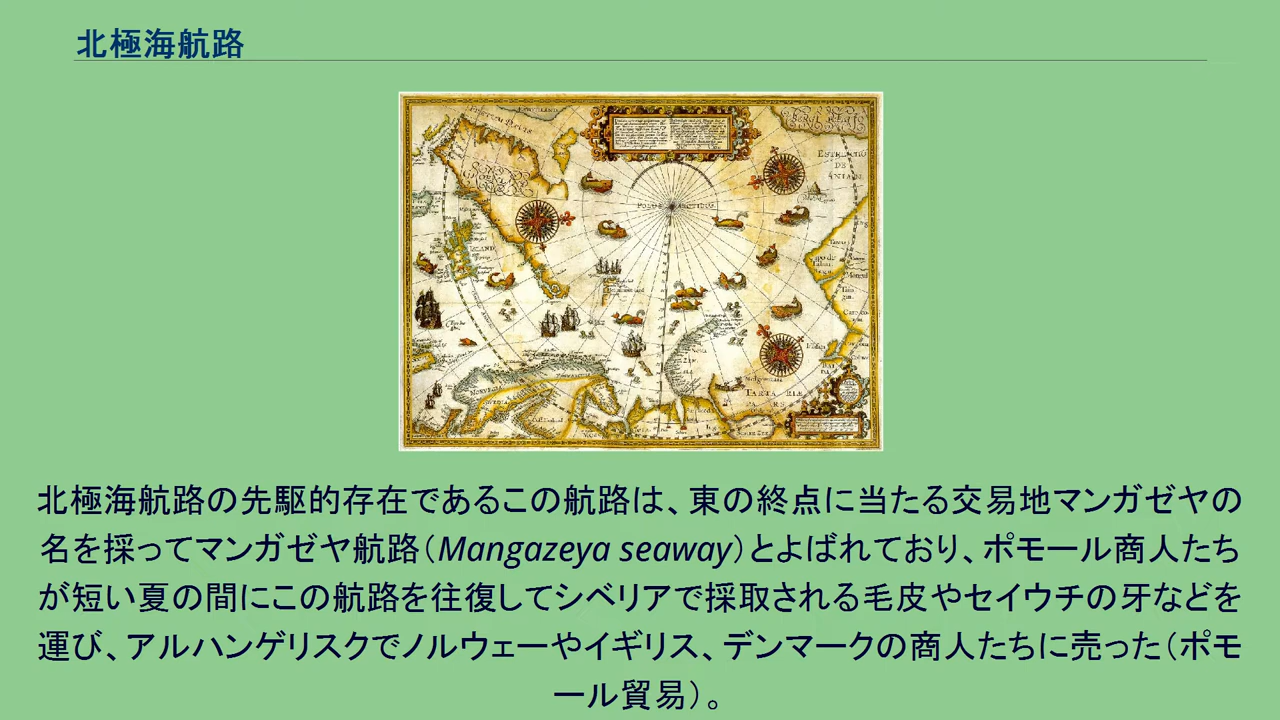 北極海航路
POLUS ARCTICUS
北極海航路の先駆的存在であるこの航路は、東の終点に当たる交易地マンガゼヤの
名を採ってマンガゼヤ航路（Mangazeya seaway）とよばれており、ポモール商人たち
が短い夏の間にこの航路を往復してシベリアで採取される毛皮やセイウチの牙などを
運び、アルハンゲリスクでノルウェーやイギリス、デンマークの商人たちに売った（ポモ
ール貿易）。